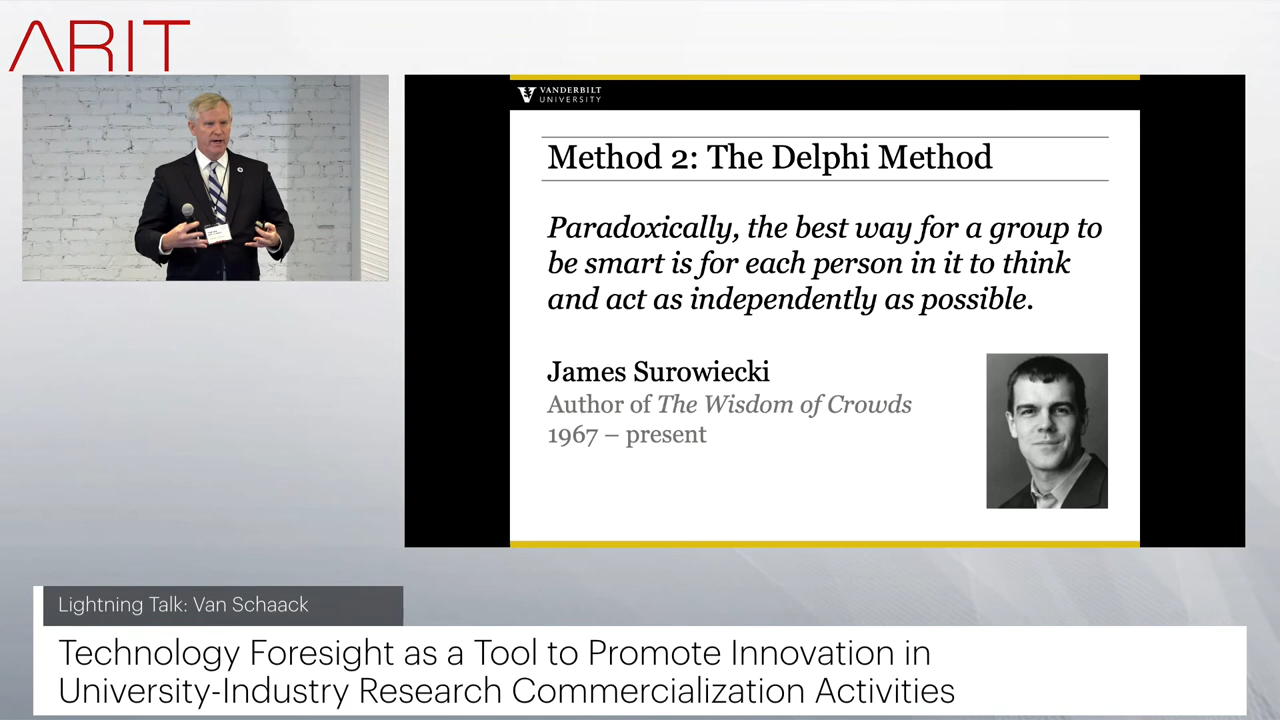 ARIT
VANDERBILT
UNIVERSITY
Method 2: The Delphi Method
Paradoxically, the best way for a group to
be smart is for each person in it to think
and act as independently as possible.
James Surowiecki
Author of The Wisdom of Crowds
1967 – present
Lightning Talk: Van Schaack
Technology Foresight as a Tool to Promote Innovation in
University-Industry Research Commercialization Activities